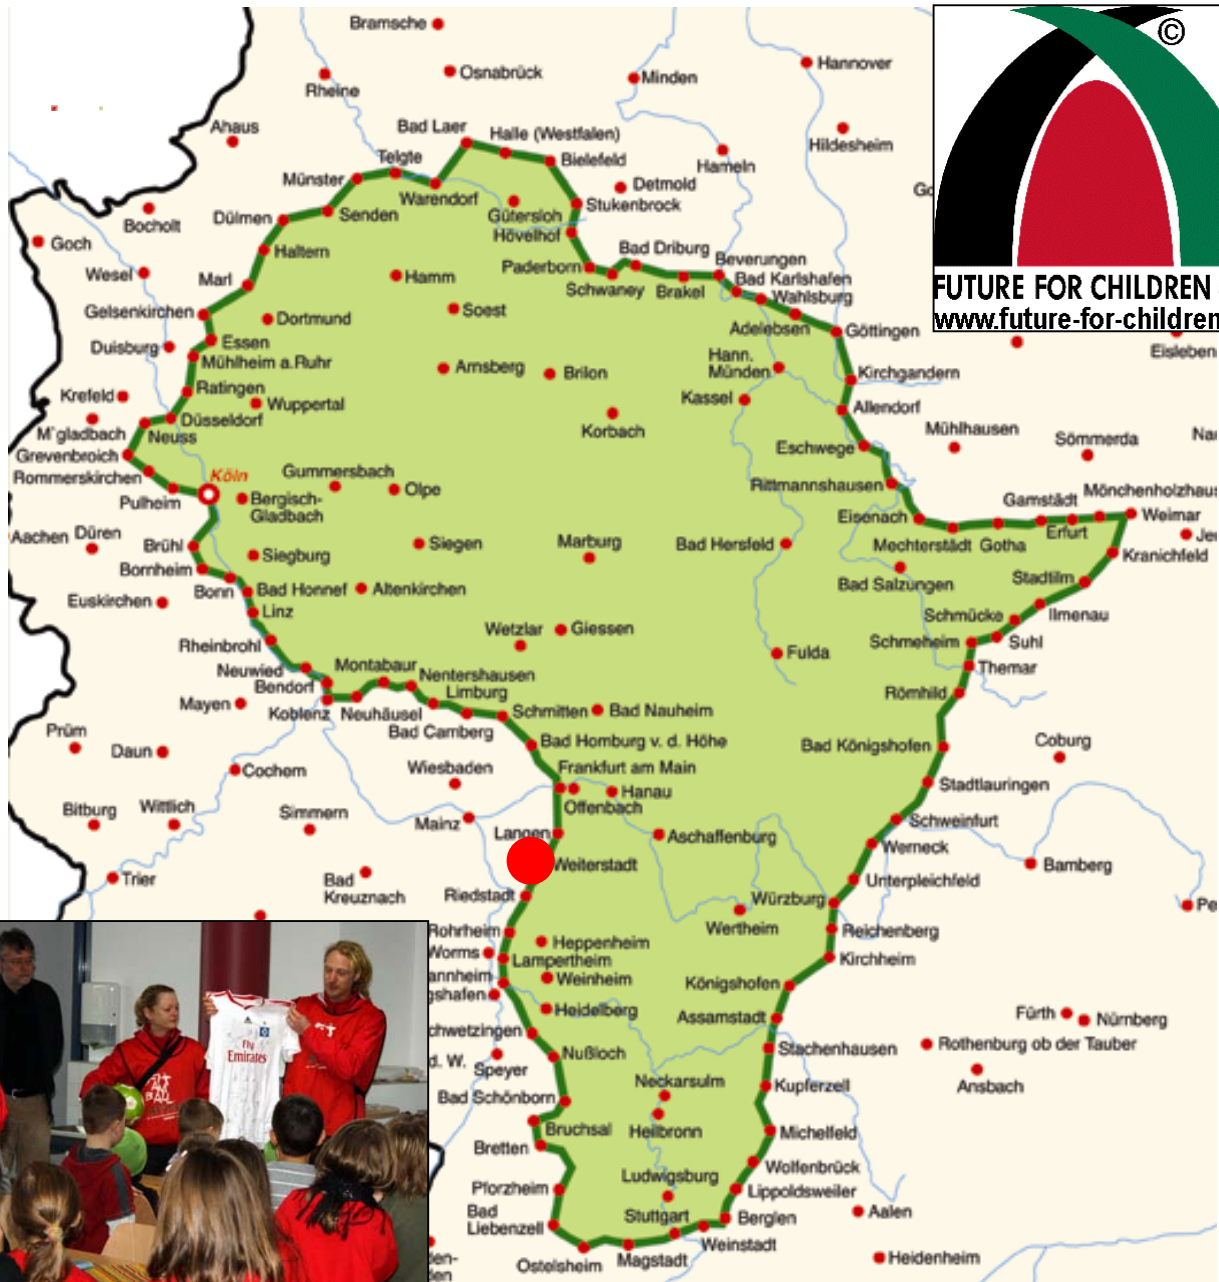 Bramsche
Osnabrück
Rheine
Minden
Hannover
©
FUTURE FOR CHILDREN
www.future-for-children
Ahaus
Bad Laer
Halle (Westfalen)
Hildesheim
Telgte
Bielefeld
Hameln
Münster
Detmold
Warendorf
Gütersloh
Stukenbrock
Bocholt
Dülmen
Senden
Hövelhof
Goch
Haltern
Bad Driburg
Wesel
Marl
Hamm
Paderborn
Beverungen
Schwaney
Brakel
Bad Karlshafen
Wahlsburg
Gelsenkirchen
Dortmund
Soest
Adelebsen
Göttingen
Duisburg
Essen
Mühlheim a.Ruhr
Hann.
Münden
Eisleben
Arnsberg
Brilon
Kirchgandern
Krefeld
Ratingen
Wuppertal
Kassel
Allendorf
M'gladbach
Düsseldorf
Neuss
Korbach
Mühlhausen
Sömmerda
Grevenbroich
Eschwege
Rommerskirchen
Köln
Gummersbach
Olpe
Rittmannshausen
Mönchenholzhaus
Gamstädt
Pulheim
Bergisch-
Gladbach
Eisenach
Weimar
Aachen
Düren
Brühl
Siegburg
Siegen
Marburg
Bad Hersfeld
Mechterstädt
Gotha
Erfurt
Kranichfeld
Bornheim
Bad Salzungen
Stadtilm
Euskirchen
Bonn
Bad Honnef
Altenkirchen
Linz
Schmücke
Ilmenau
Rheinbrohl
Wetzlar
Giessen
Fulda
Schmeheim
Suhl
Themar
Neuwied
Bendorf
Montabaur
Nentershausen
Limburg
Römhild
Mayen
Koblenz
Neuhäusel
Schmitten
Bad Nauheim
Prüm
Daun
Bad Camberg
Bad Homburg v. d. Höhe
Bad Königshofen
Coburg
Cochem
Wiesbaden
Frankfurt am Main
Hanau
Stadtlauringen
Bitburg
Wittlich
Simmern
Offenbach
Mainz
Langen
Aschaffenburg
Schweinfurt
Werneck
Trier
Bad
Kreuznach
Weiterstadt
Bamberg
Riedstadt
Unterpleichfeld
Würzburg
Wertheim
Rohrheim
Heppenheim
Reichenberg
Worms
Lampertheim
Kirchheim
annheim
gshafen
Weinheim
Königshofen
Heidelberg
Assamstadt
Fürth
Nürnberg
chwetzingen
Nußloch
Stachenhausen
Rothenburg ob der Tauber
d. W.
Speyer
Ansbach
Neckarsulm
Kupferzell
Bad Schönborn
Heilbronn
Bruchsal
Michelfeld
Bretten
Wolfenbrück
Ludwigsburg
Lippoldsweiler
Pforzheim
Bad
Liebenzell
Stuttgart
Berglen
Aalen
Weinstadt
Ostelsheim
Magstadt
Heidenheim
Fly
Emirates